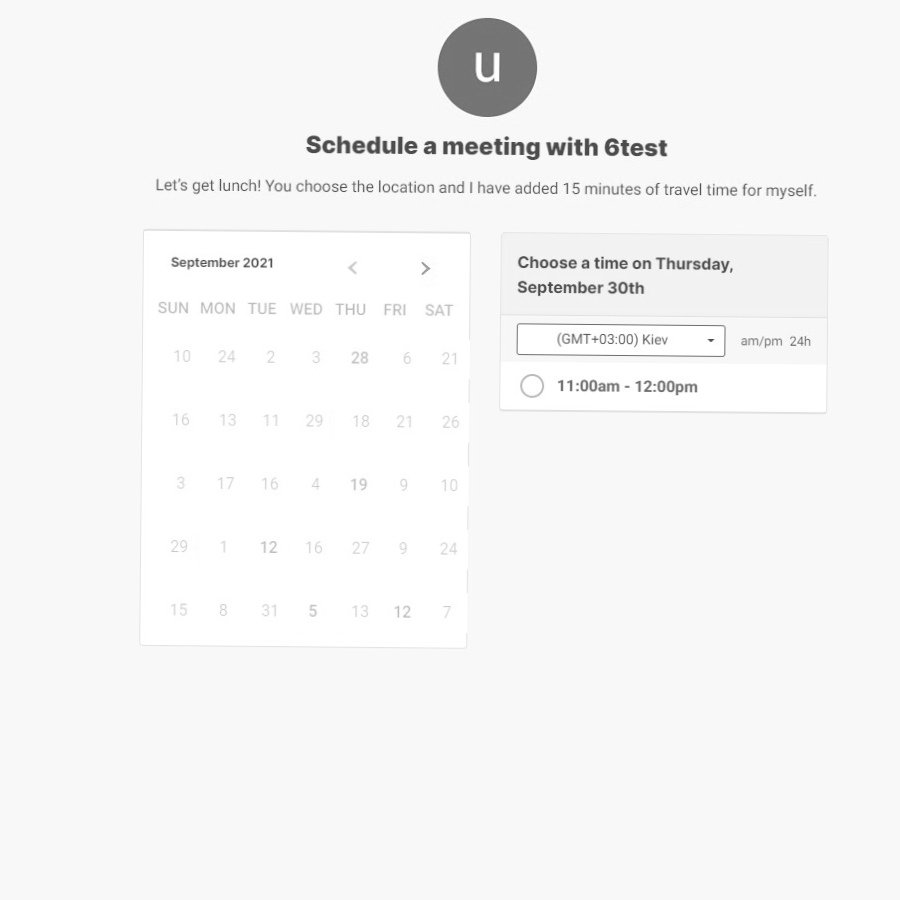 u
Schedule a meeting with 6test
Let's get lunch! You choose the location and I have added 15 minutes of travel time for myself.
September 2021
SUN MON TUE WED THU FRI SAT
10 24 2 3 28 6 21
16 13 11 29 18 21 26
3 17 16 4 19 9 10
29 1 12 16 27 9 24
15 8 31 5 13 12 7
Choose a time on Thursday,
September 30th
(GMT+03:00) Kiev am/pm 24h
11:00am - 12:00pm